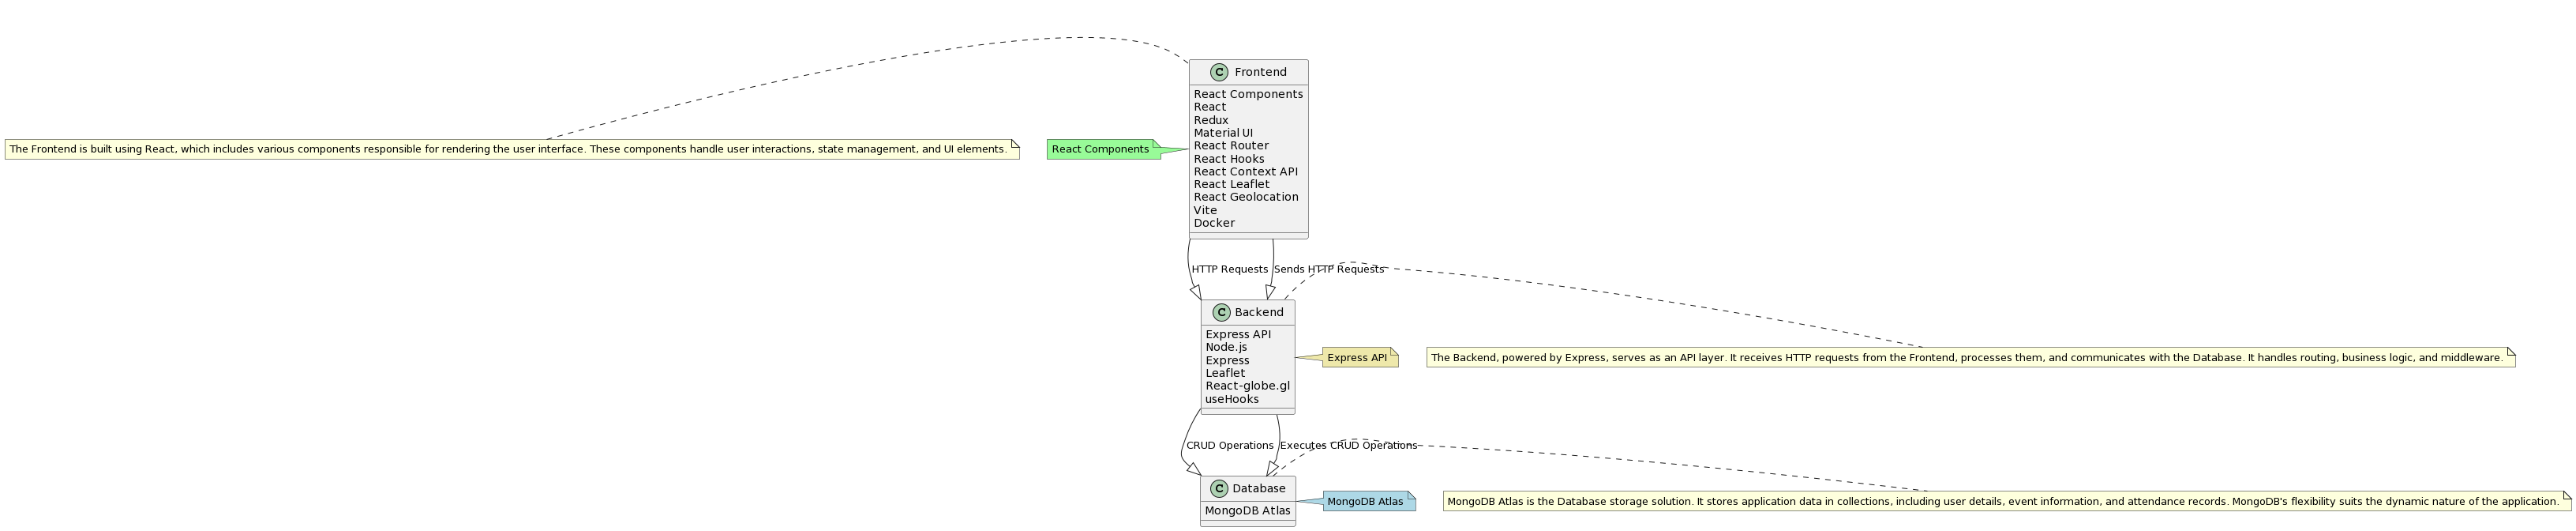 C Frontend
React Components
React
Redux
Material UI
React Router
React Hooks
React Context API
React Leaflet
React Geolocation
Vite
Docker
The Frontend is built using React, which includes various components responsible for rendering the user interface. These components handle user interactions, state management, and UI elements.
React Components
HTTP Requests
Sends HTTP Requests
C Backend
Express API
Node.js
Express
Leaflet
React-globe.gl
useHooks
Express API
The Backend, powered by Express, serves as an API layer. It receives HTTP requests from the Frontend, processes them, and communicates with the Database. It handles routing, business logic, and middleware.
CRUD Operations
Executes CRUD Operations
C Database
MongoDB Atlas
MongoDB Atlas
MongoDB Atlas is the Database storage solution. It stores application data in collections, including user details, event information, and attendance records. MongoDB's flexibility suits the dynamic nature of the application.